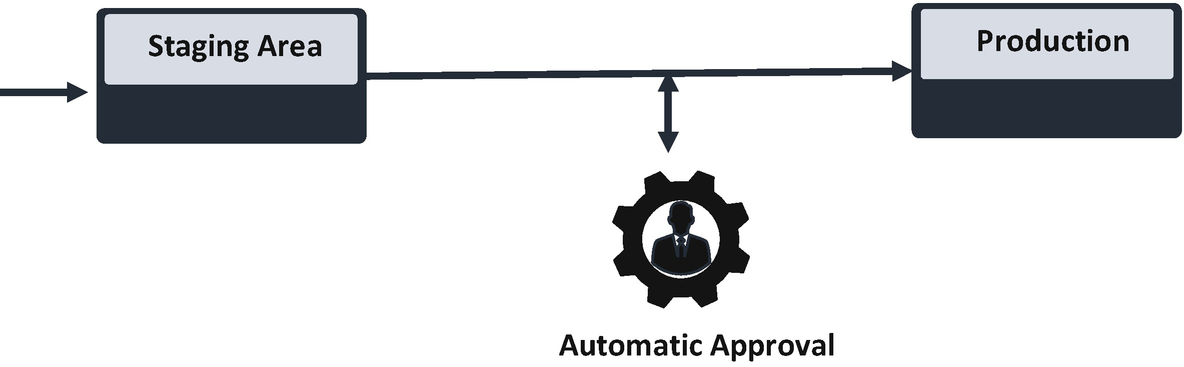 Staging Area
Production
Automatic Approval